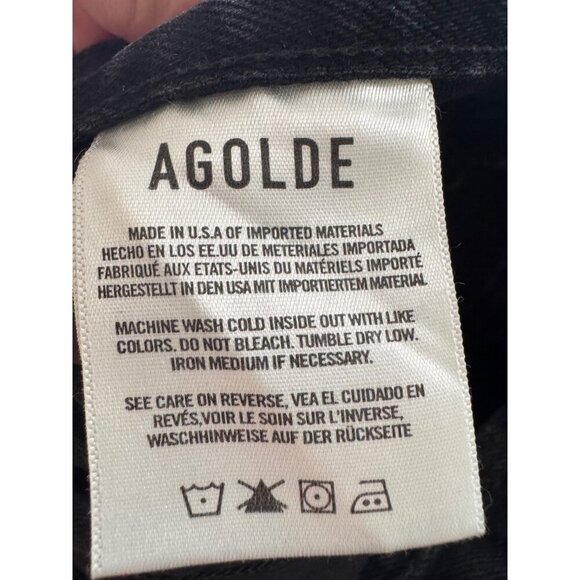 AGOLDE
MADE IN U.S.A OF IMPORTED MATERIALS
HECHO EN LOS EE.UU DE METERIALES IMPORTADA
FABRIQUÉ AUX ETATS-UNIS DU MATÉRIELS IMPORTÉ
HERGESTELLT IN DEN USA MIT IMPORTIERTEM MATERIAL
MACHINE WASH COLD INSIDE OUT WITH LIKE
COLORS. DO NOT BLEACH. TUMBLE DRY LOW.
IRON MEDIUM IF NECESSARY.
SEE CARE ON REVERSE, VEA EL CUIDADO EN
REVÉS,VOIR LE SOIN SUR L'INVERSE,
WASCHHINWEISE AUF DER RÜCKSEITE